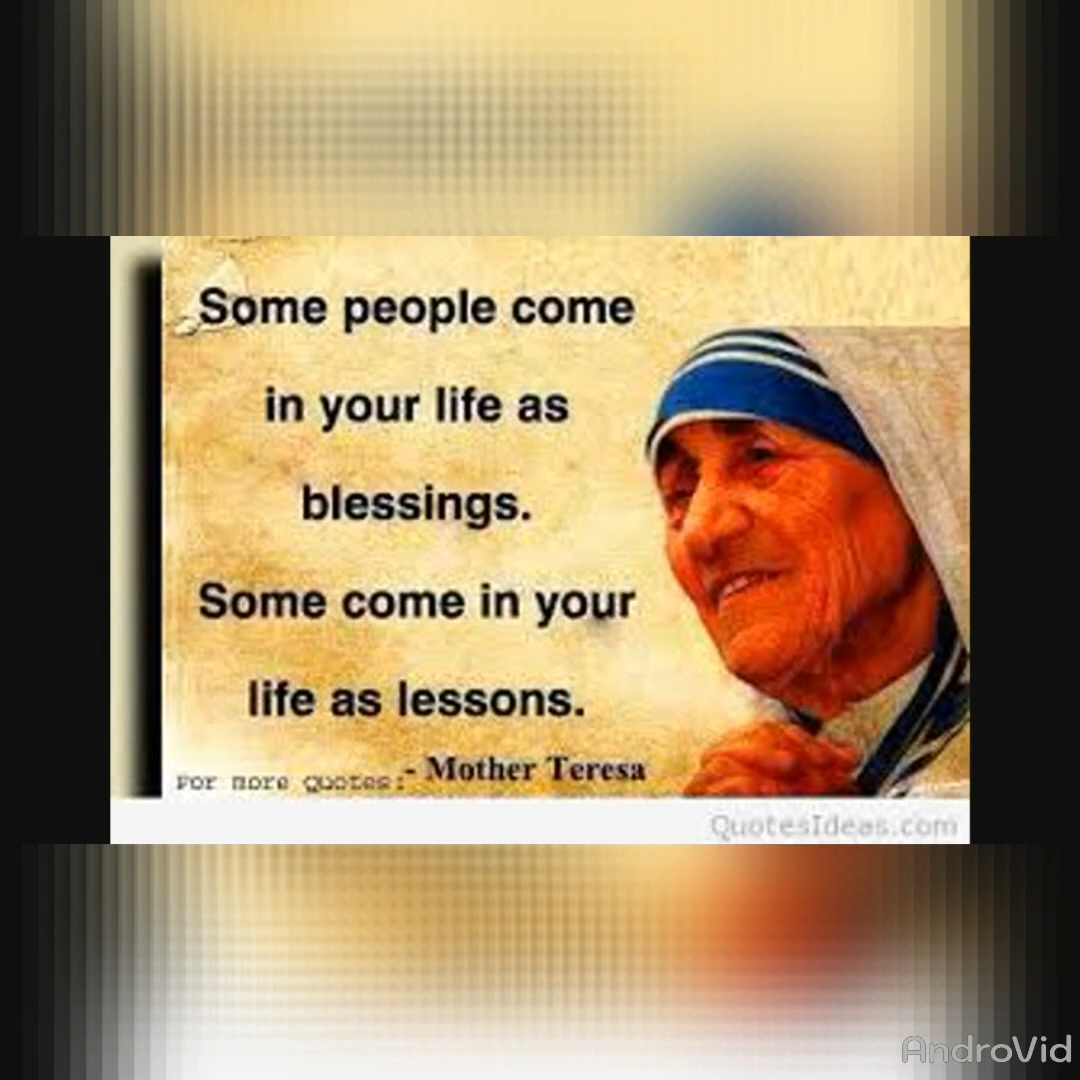 Some people come
in your life as
blessings.
Some come in your
life as lessons.
- Mother Teresa
For more Quotes:
QuotesIdeas.com
AndroVid